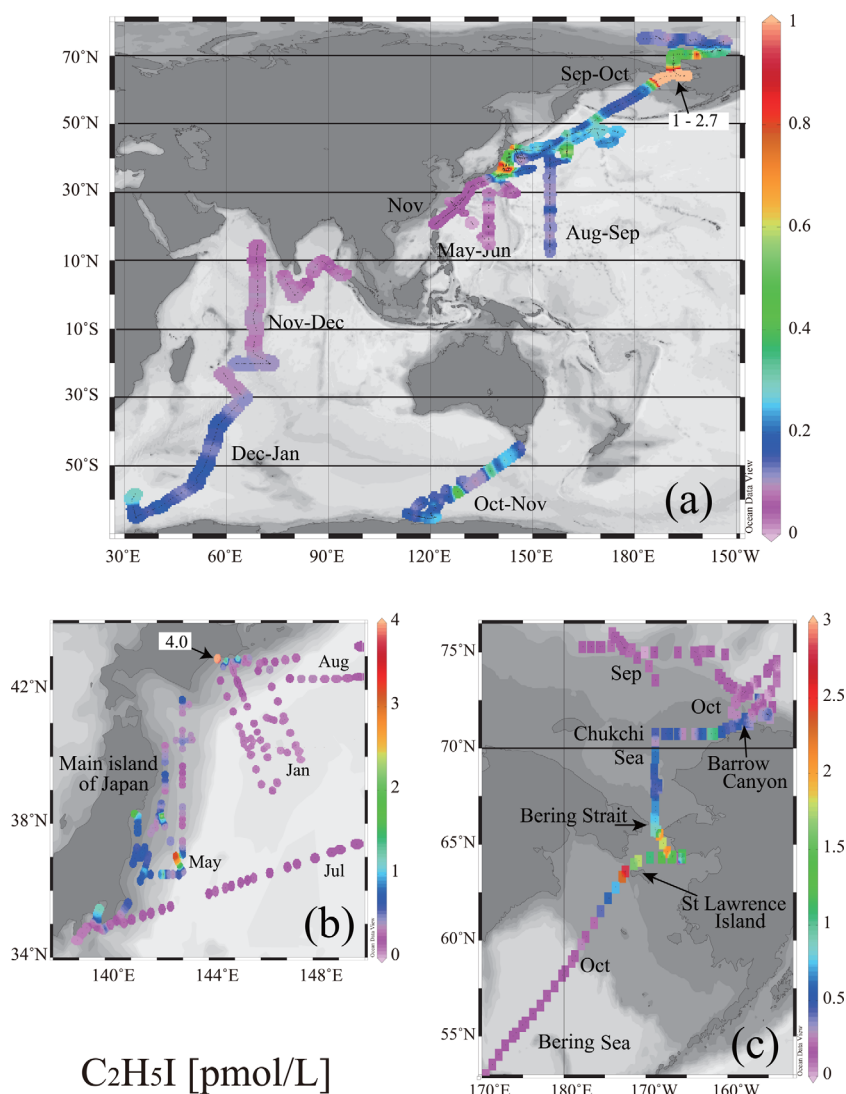 70˚N
50˚N
30˚N
10˚N
10˚S
30˚S
50˚S
30˚E
60˚E
90˚E
120˚E
150˚E
180˚W
150˚W
Sep-Oct
1 - 2.7
Nov
May-Jun
Aug-Sep
Nov-Dec
Dec-Jan
Oct-Nov
(a)
Ocean Data View
1
0.8
0.6
0.4
0.2
0
4.0
Aug
42˚N
Main island
of Japan
Jan
38˚N
May
Jul
34˚N
(b)
140˚E
144˚E
148˚E
Ocean Data View
4
3
2
1
0
75˚N
Sep
Oct
Chukchi
Sea
70˚N
Barrow
Canyon
Bering Strait
65˚N
St Lawrence
Island
60˚N
Oct
55˚N
Bering Sea
(c)
170˚E
180˚W
170˚W
160˚W
Ocean Data View
3
2.5
2
1.5
1
0.5
0
C2H5I [pmol/L]